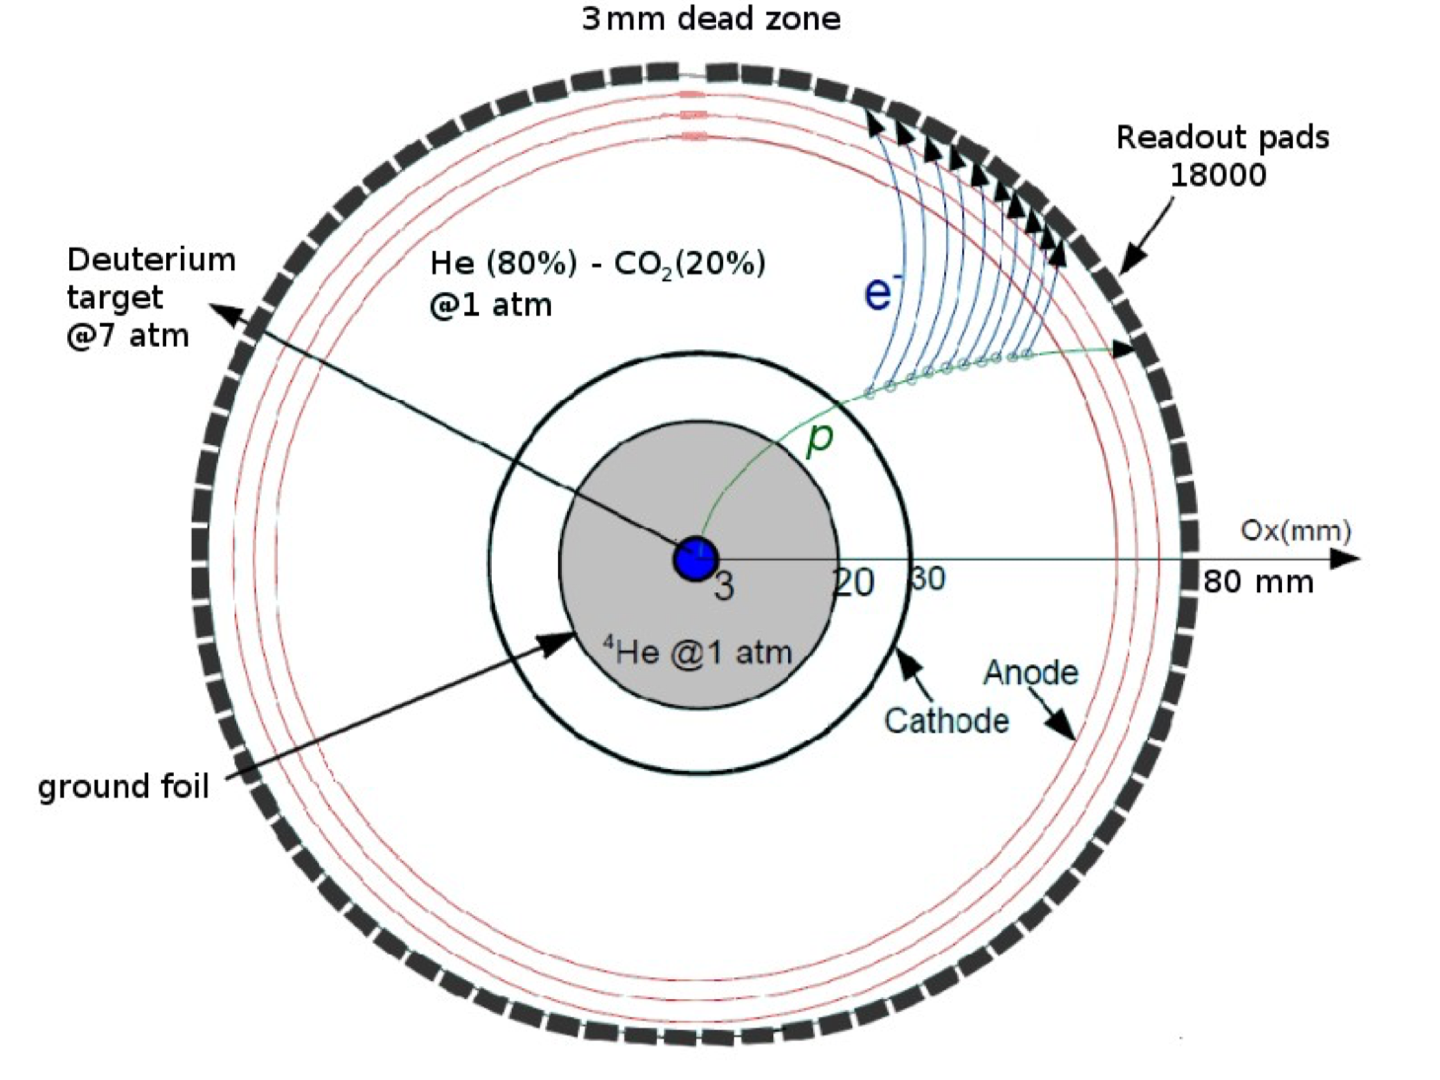 3mm dead zone
Readout pads
18000
Deuterium
target
@7 atm
He (80%) - CO₂(20%)
@1 atm
e⁻
p
Ox(mm)
3
20
30
80 mm
⁴He @1 atm
Anode
Cathode
ground foil